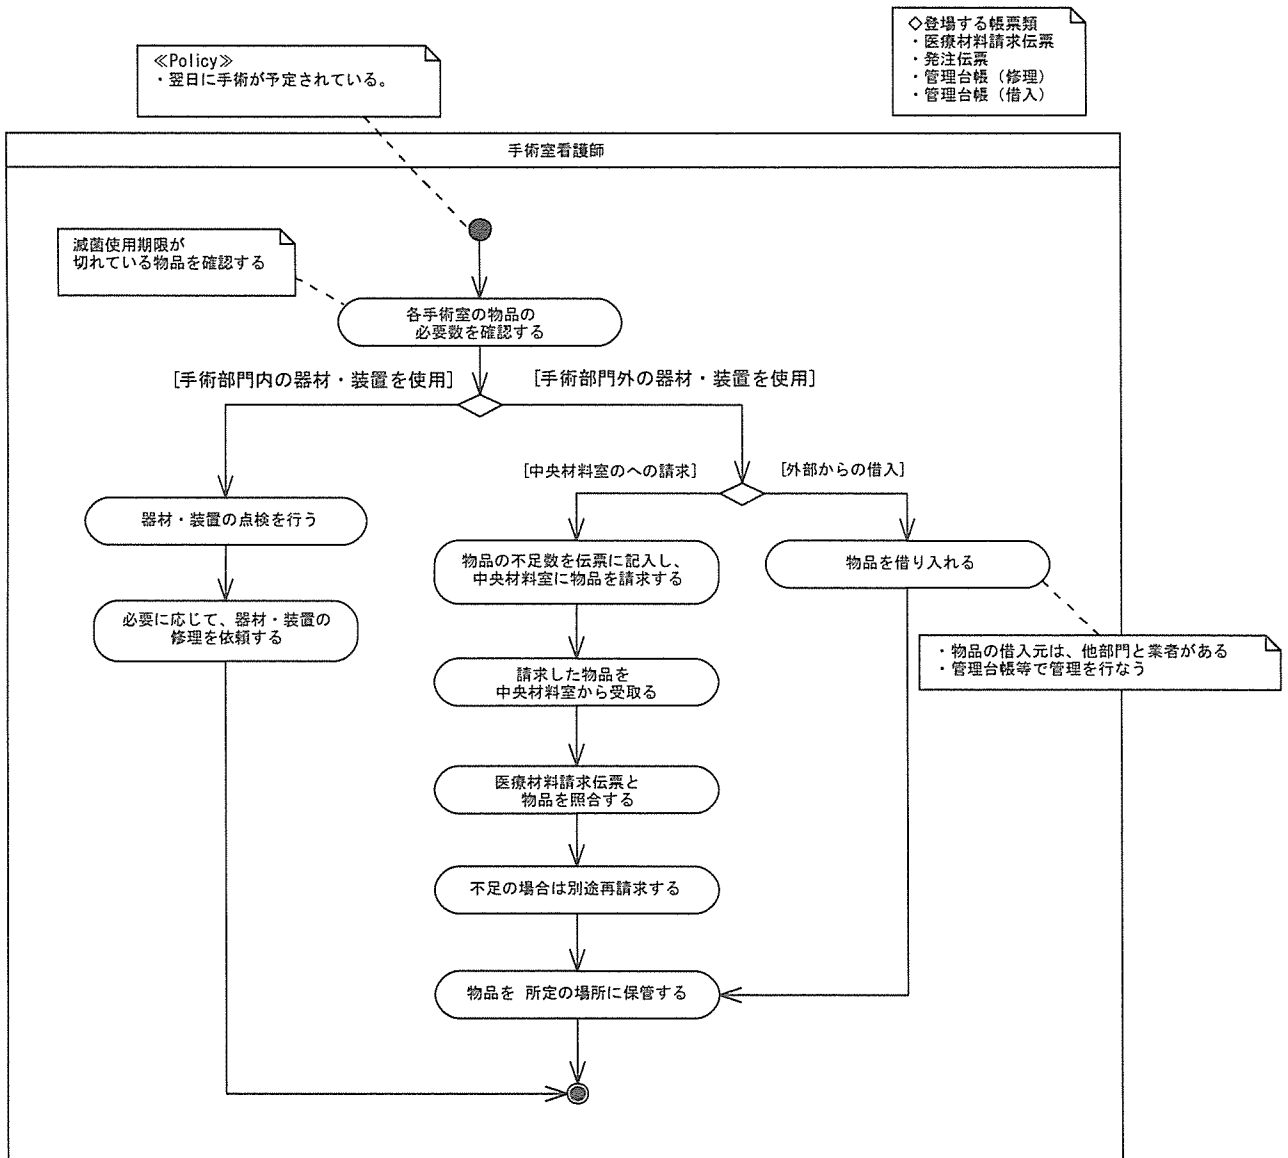 ◇登場する帳票類
・医療材料請求伝票
・発注伝票
・管理台帳（修理）
・管理台帳（借入）
≪Policy≫
・翌日に手術が予定されている。
手術室看護師
滅菌使用期限が
切れている物品を確認する
各手術室の物品の
必要数を確認する
[手術部門内の器材・装置を使用]
[手術部門外の器材・装置を使用]
[中央材料室のへの請求]
[外部からの借入]
器材・装置の点検を行う
物品の不足数を伝票に記入し、
中央材料室に物品を請求する
物品を借り入れる
必要に応じて、器材・装置の
修理を依頼する
・物品の借入元は、他部門と業者がある
・管理台帳等で管理を行なう
請求した物品を
中央材料室から受取る
医療材料請求伝票と
物品を照合する
不足の場合は別途再請求する
物品を 所定の場所に保管する